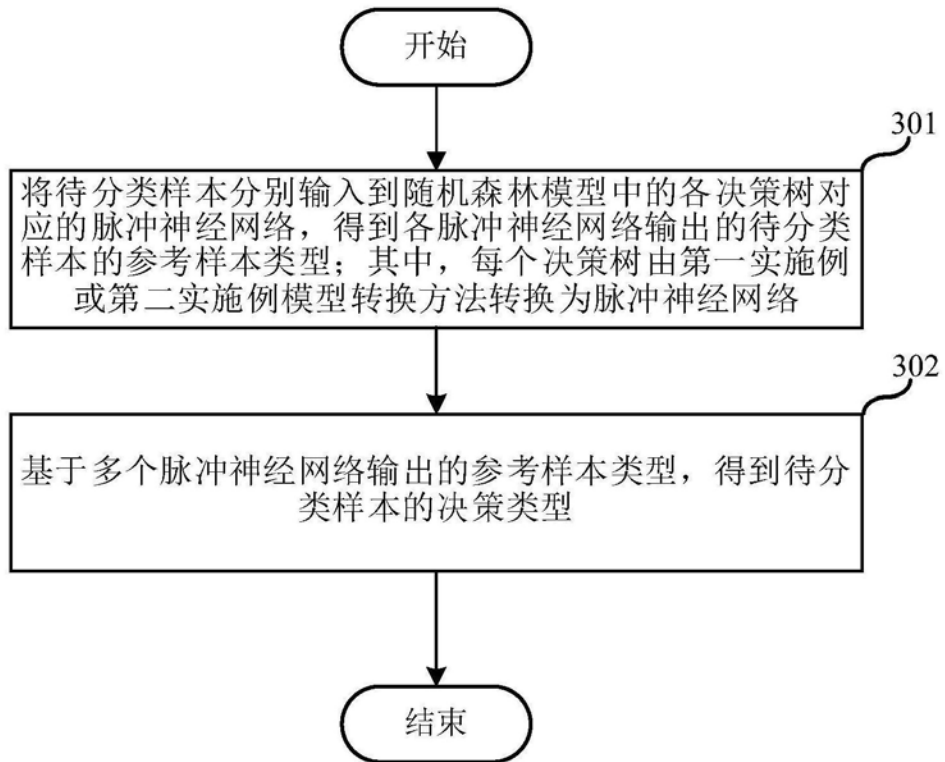 开始
301
将待分类样本分别输入到随机森林模型中的各决策树对
应的脉冲神经网络，得到各脉冲神经网络输出的待分类
样本的参考样本类型；其中，每个决策树由第一实施例
或第二实施例模型转换方法转换为脉冲神经网络
302
基于多个脉冲神经网络输出的参考样本类型，得到待分
类样本的决策类型
结束